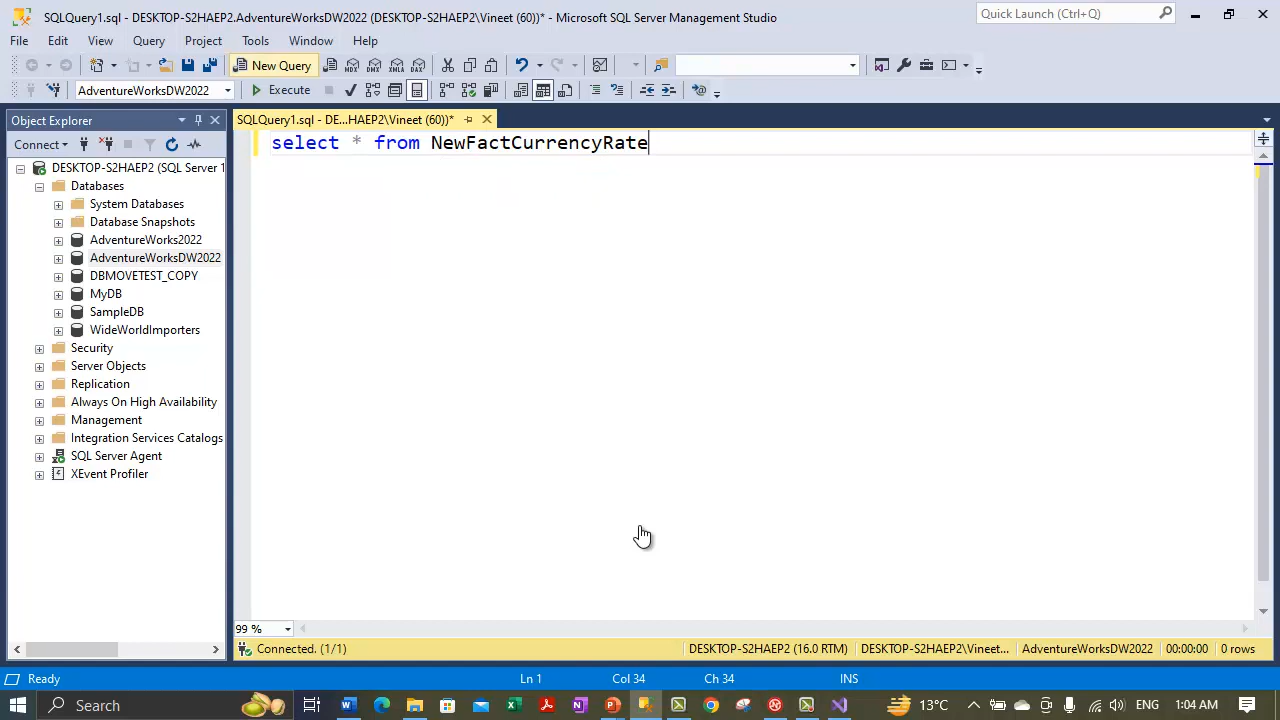 SQLQuery1.sql - DESKTOP-S2HAEP2.AdventureWorksDW2022 (DESKTOP-S2HAEP2\Vineet (60))* - Microsoft SQL Server Management Studio
Quick Launch (Ctrl+Q)
File Edit View Query Project Tools Window Help
New Query
MDX DMX XMLA DAX
AdventureWorksDW2022
Execute
Object Explorer
SQLQuery1.sql - DE...HAEP2\Vineet (60))*
Connect
select * from NewFactCurrencyRate
DESKTOP-S2HAEP2 (SQL Server 1
Databases
System Databases
Database Snapshots
AdventureWorks2022
AdventureWorksDW2022
DBMOVETEST_COPY
MyDB
SampleDB
WideWorldImporters
Security
Server Objects
Replication
Always On High Availability
Management
Integration Services Catalogs
SQL Server Agent
XEvent Profiler
99 %
Connected. (1/1)
DESKTOP-S2HAEP2 (16.0 RTM)
DESKTOP-S2HAEP2\Vineet...
AdventureWorksDW2022
00:00:00
0 rows
Ready
Ln 1
Col 34
Ch 34
INS
Search
13°C
ENG
1:04 AM